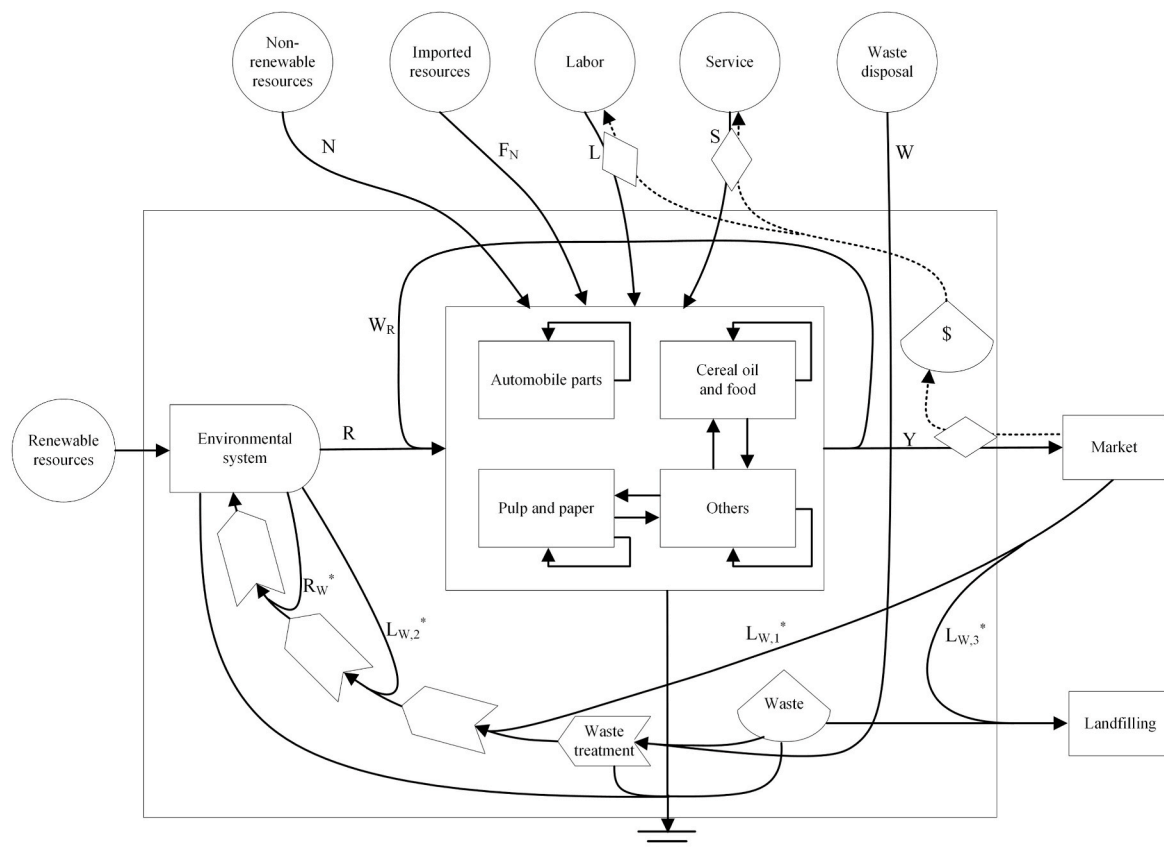 Non-
renewable
resources
Imported
resources
Labor
Service
Waste
disposal
N
F_N
L
S
W
W_R
$
Automobile parts
Cereal oil
and food
Renewable
resources
Environmental
system
R
Y
Market
Pulp and paper
Others
R_W*
L_W,2*
L_W,1*
L_W,3*
Waste
Waste
treatment
Landfilling